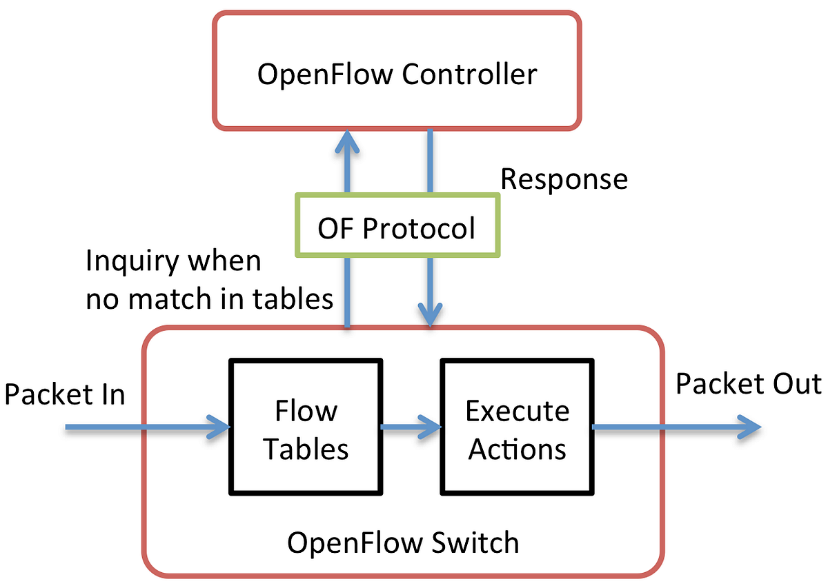 OpenFlow Controller
Response
OF Protocol
Inquiry when
no match in tables
Packet In
Flow
Tables
Execute
Actions
Packet Out
OpenFlow Switch